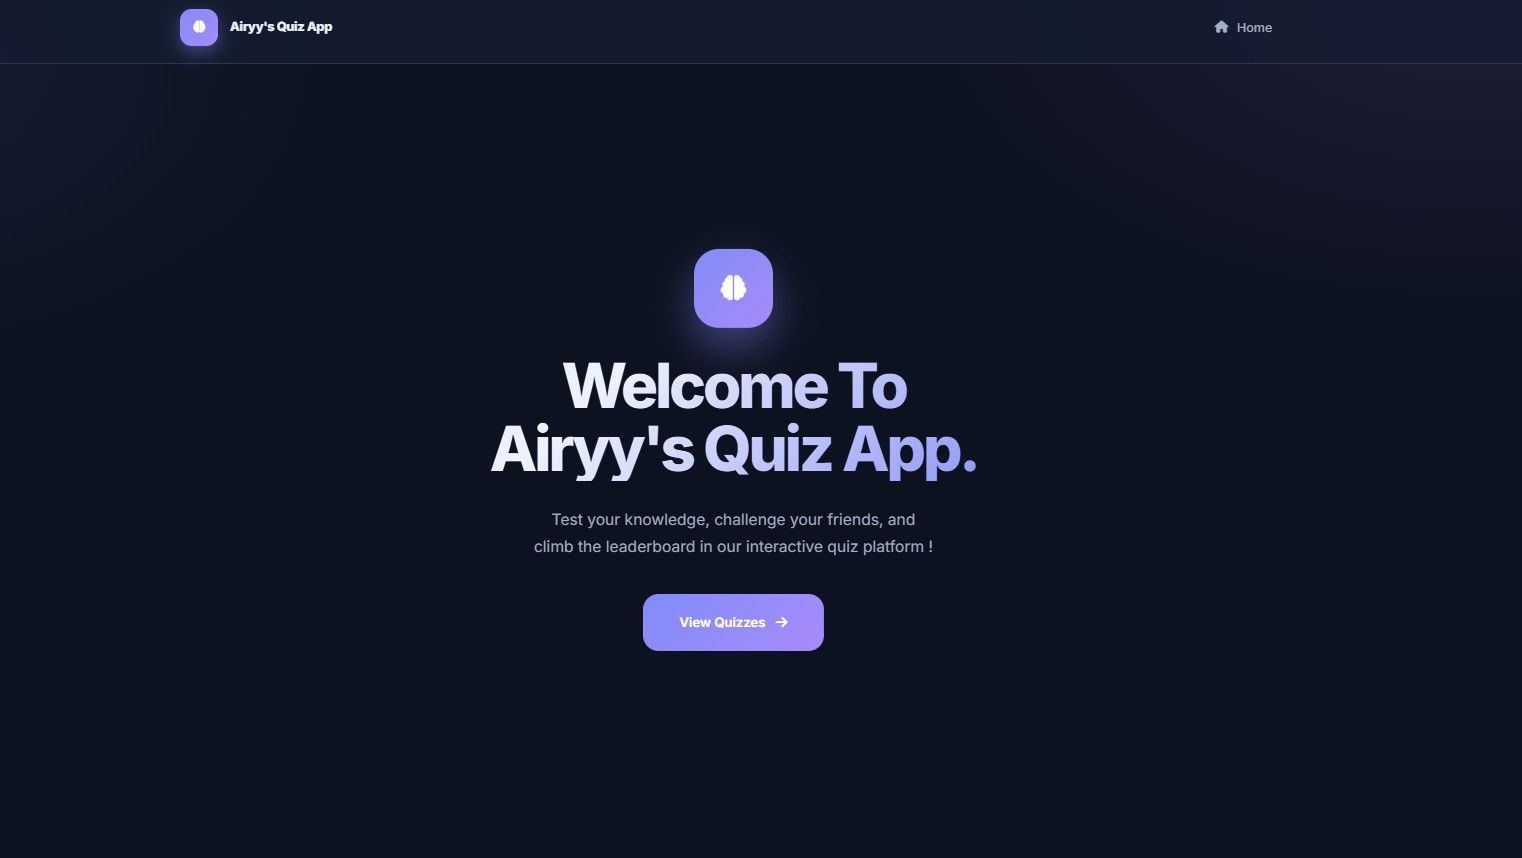 Airyy's Quiz App
Home
Welcome To
Airyy's Quiz App.
Test your knowledge, challenge your friends, and
climb the leaderboard in our interactive quiz platform !
View Quizzes